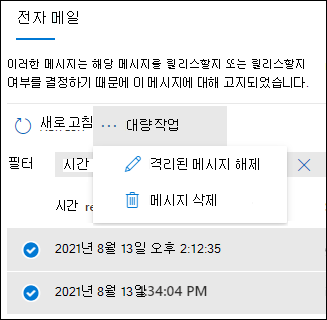 전자 메일
이러한 메시지는 해당 메시지를 릴리스할지 또는 릴리스할지
여부를 결정하기 때문에 이 메시지에 대해 고지되었습니다.
새로 고침 ··· 대량 작업
필터 시간
격리된 메시지 해제
메시지 삭제
시간 re
2021년 8월 13일 오후 2:12:35
2021년 8월 13일 1:34:04 PM